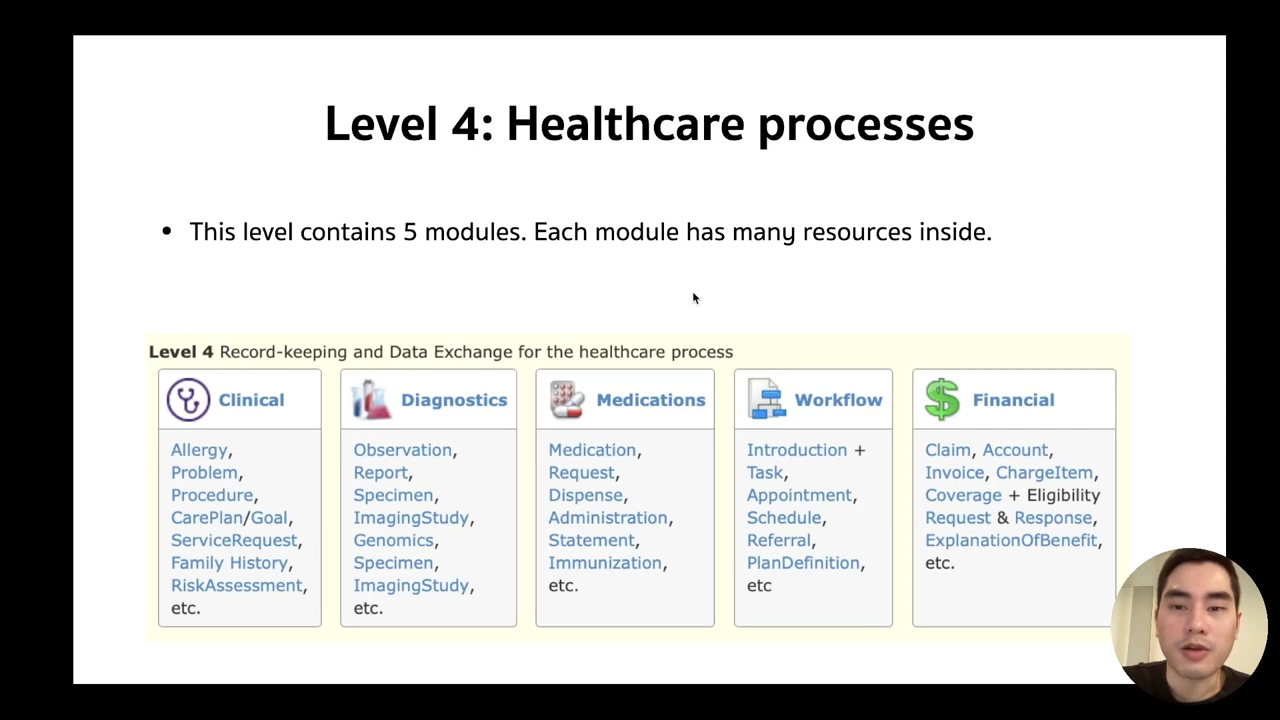 Level 4: Healthcare processes
• This level contains 5 modules. Each module has many resources inside.
Level 4 Record-keeping and Data Exchange for the healthcare process
Clinical
Allergy,
Problem,
Procedure,
CarePlan/Goal,
ServiceRequest,
Family History,
RiskAssessment,
etc.
Diagnostics
Observation,
Report,
Specimen,
ImagingStudy,
Genomics,
Specimen,
ImagingStudy,
etc.
Medications
Medication,
Request,
Dispense,
Administration,
Statement,
Immunization,
etc.
Workflow
Introduction +
Task,
Appointment,
Schedule,
Referral,
PlanDefinition,
etc
Financial
Claim, Account,
Invoice, ChargeItem,
Coverage + Eligibility
Request & Response,
ExplanationOfBenefit,
etc.